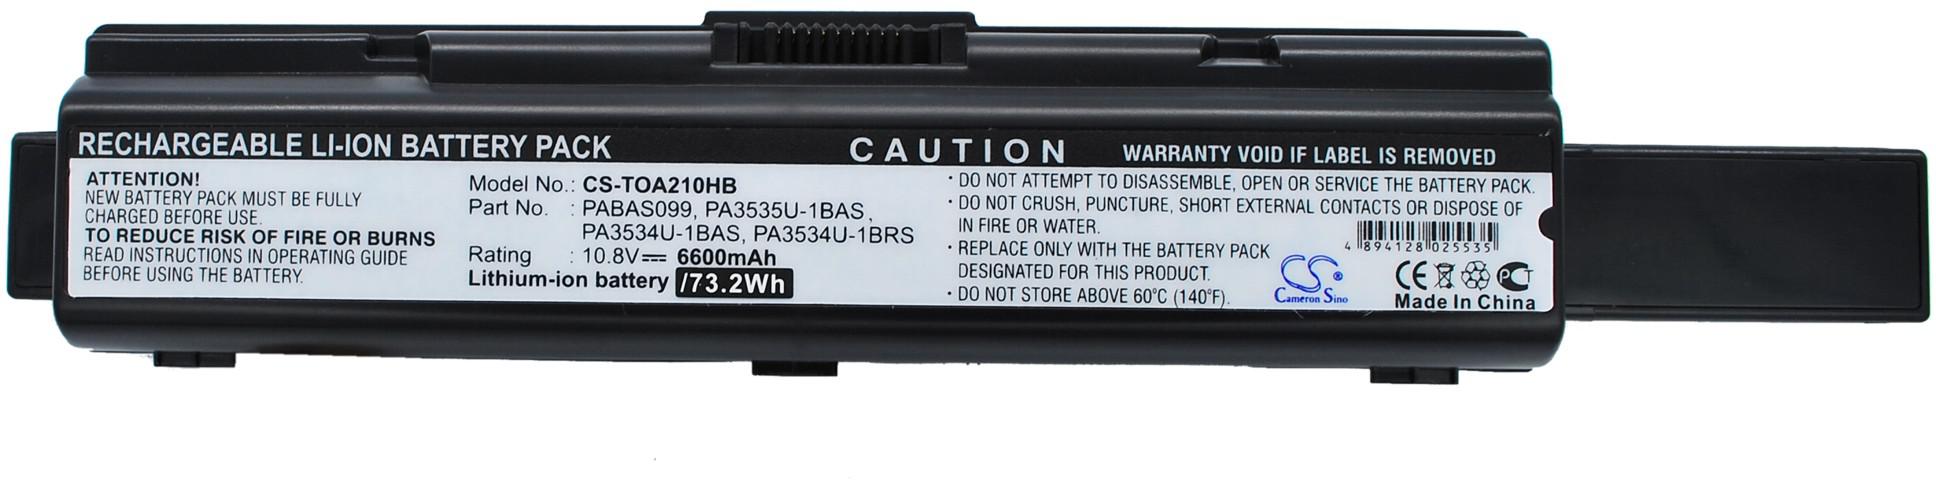 RECHARGEABLE LI-ION BATTERY PACK
CAUTION
WARRANTY VOID IF LABEL IS REMOVED
ATTENTION!
NEW BATTERY PACK MUST BE FULLY
CHARGED BEFORE USE.
TO REDUCE RISK OF FIRE OR BURNS
READ INSTRUCTIONS IN OPERATING GUIDE
BEFORE USING THE BATTERY.
Model No.: CS-TOA210HB
Part No. : PABAS099, PA3535U-1BAS,
PA3534U-1BAS, PA3534U-1BRS
Rating : 10.8V⎓ 6600mAh
Lithium-ion battery /73.2Wh
· DO NOT ATTEMPT TO DISASSEMBLE, OPEN OR SERVICE THE BATTERY PACK.
· DO NOT CRUSH, PUNCTURE, SHORT EXTERNAL CONTACTS OR DISPOSE OF
IN FIRE OR WATER.
· REPLACE ONLY WITH THE BATTERY PACK
DESIGNATED FOR THIS PRODUCT.
· DO NOT STORE ABOVE 60°C (140°F).
CS®
Cameron Sino
4 894128 025535
CE PCT
Made In China